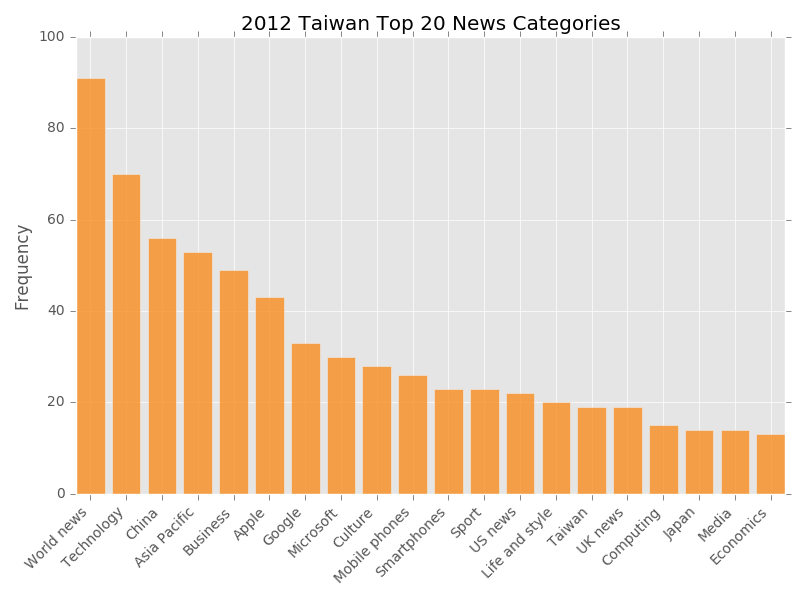 2012 Taiwan Top 20 News Categories
100
80
60
40
20
0
Frequency
World news
Technology
China
Asia Pacific
Business
Apple
Google
Microsoft
Culture
Mobile phones
Smartphones
Sport
US news
Life and style
Taiwan
UK news
Computing
Japan
Media
Economics